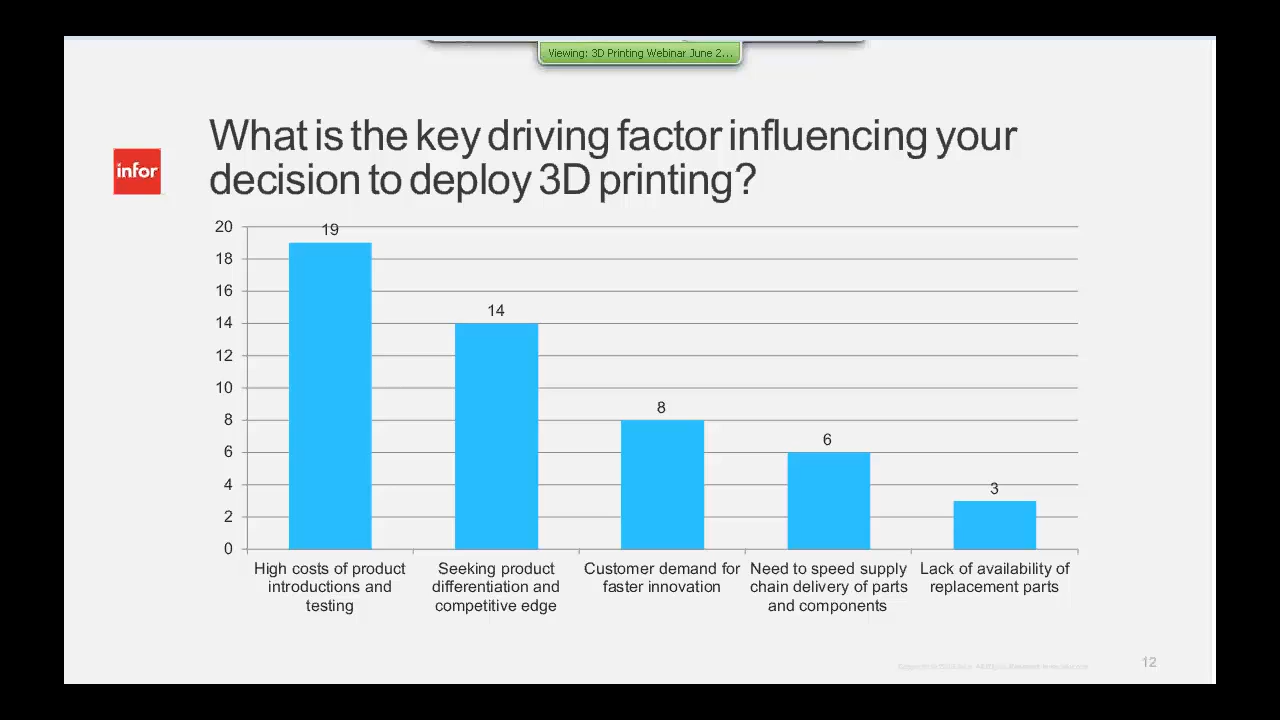 Viewing: 3D Printing Webinar June 2...
What is the key driving factor influencing your
decision to deploy 3D printing?
infor
20
18
16
14
12
10
8
6
4
2
0
19
14
8
6
3
High costs of product
introductions and
testing
Seeking product
differentiation and
competitive edge
Customer demand for
faster innovation
Need to speed supply
chain delivery of parts
and components
Lack of availability of
replacement parts
12